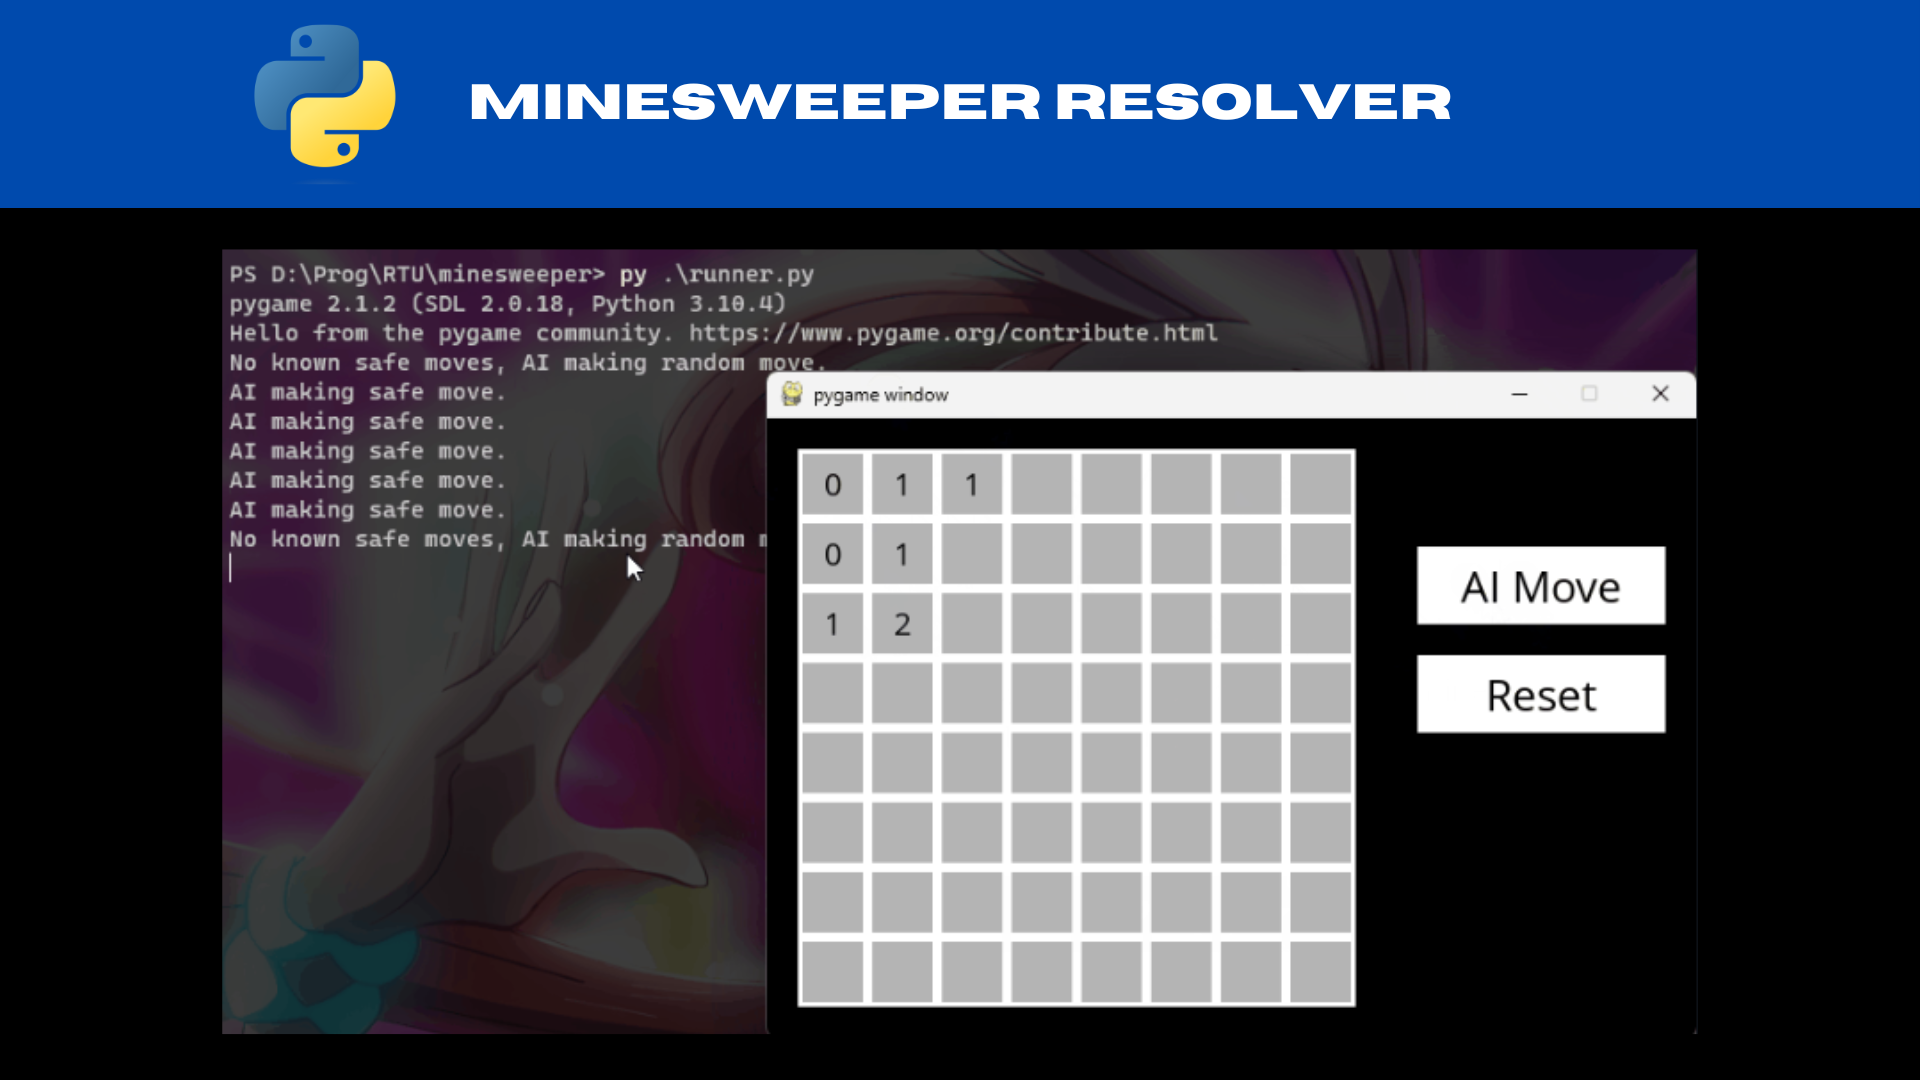 MINESWEEPER RESOLVER
PS D:\Prog\RTU\minesweeper> py .\runner.py
pygame 2.1.2 (SDL 2.0.18, Python 3.10.4)
Hello from the pygame community. https://www.pygame.org/contribute.html
No known safe moves, AI making random move.
AI making safe move.
AI making safe move.
AI making safe move.
AI making safe move.
AI making safe move.
No known safe moves, AI making random
pygame window
0 1 1
0 1
1 2
AI Move
Reset